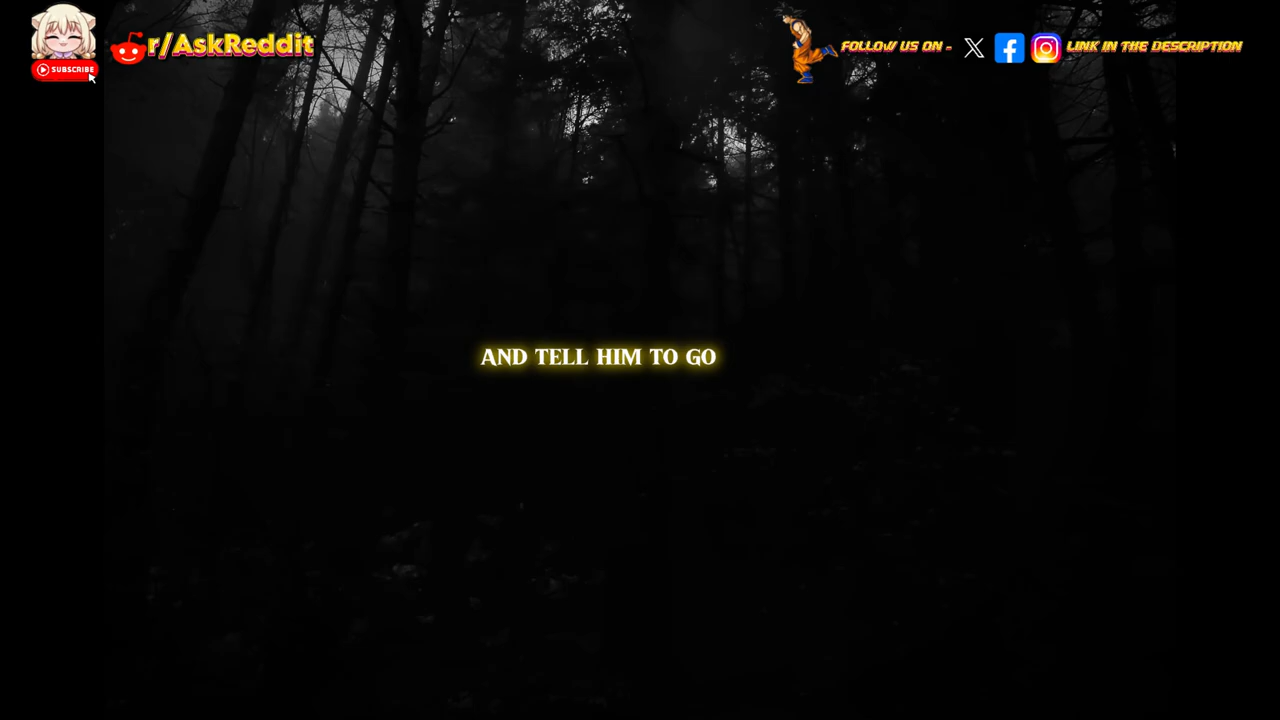 r/AskReddit
FOLLOW US ON -
LINK IN THE DESCRIPTION
SUBSCRIBE
AND TELL HIM TO GO